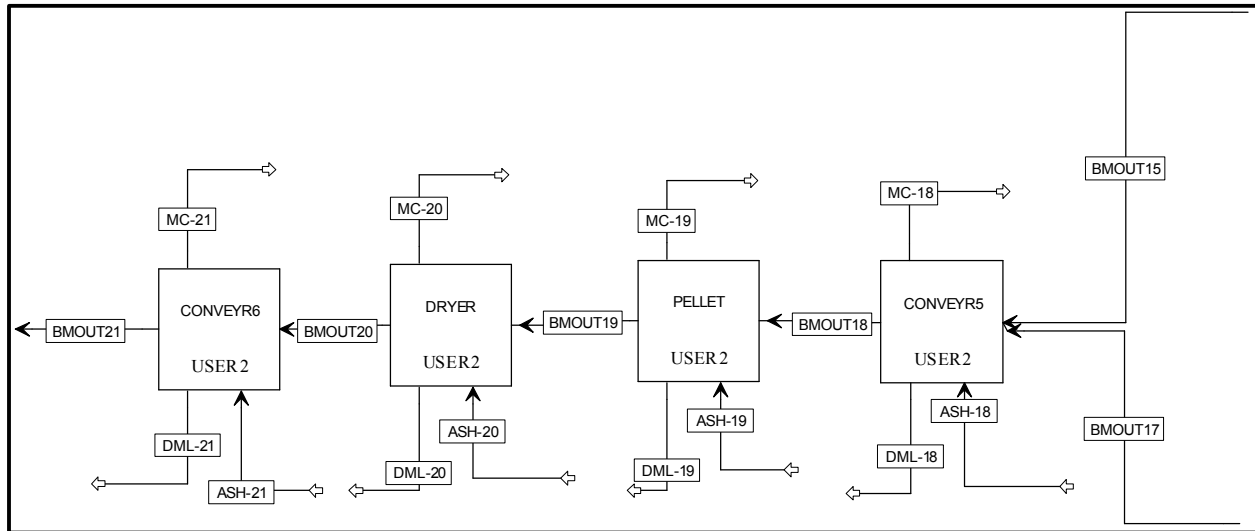 BMOUT15
MC-21
MC-20
MC-19
MC-18
CONVEYR6
USER2
DRYER
USER2
PELLET
USER2
CONVEYR5
USER2
BMOUT21
BMOUT20
BMOUT19
BMOUT18
DML-21
ASH-21
DML-20
ASH-20
DML-19
ASH-19
DML-18
ASH-18
BMOUT17